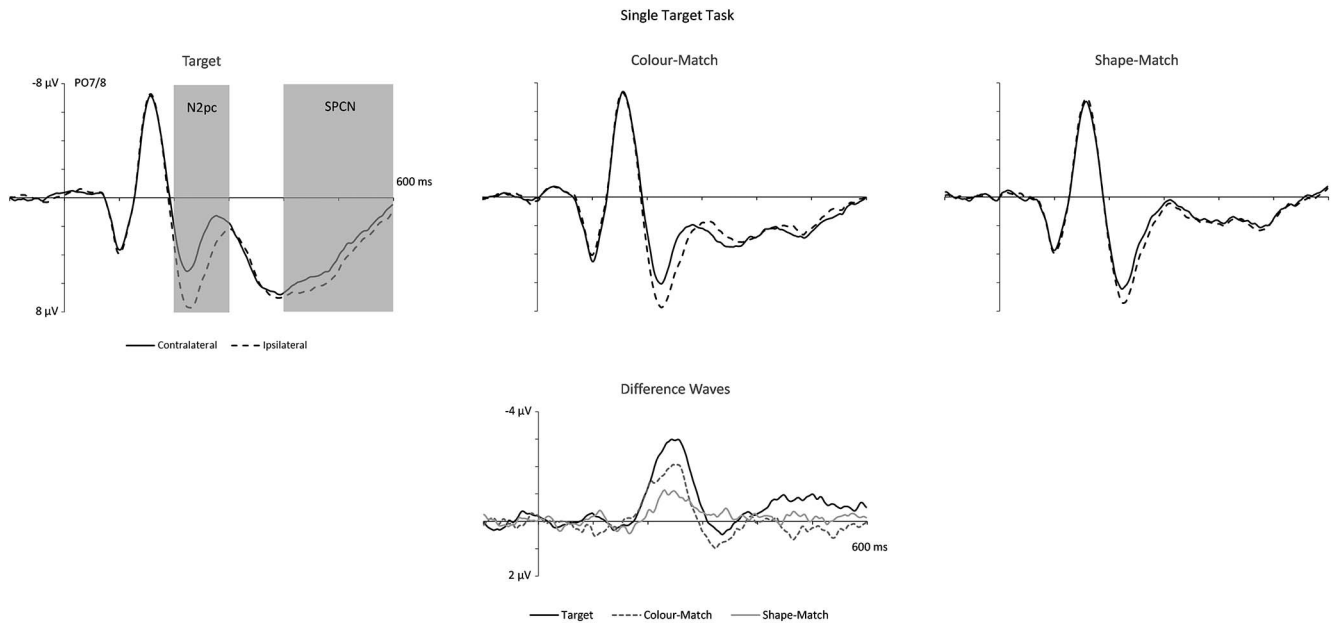 Single Target Task
Target
Colour-Match
Shape-Match
-8 µV
PO7/8
N2pc
SPCN
600 ms
8 µV
Contralateral
Ipsilateral
Difference Waves
-4 µV
600 ms
2 µV
Target
Colour-Match
Shape-Match